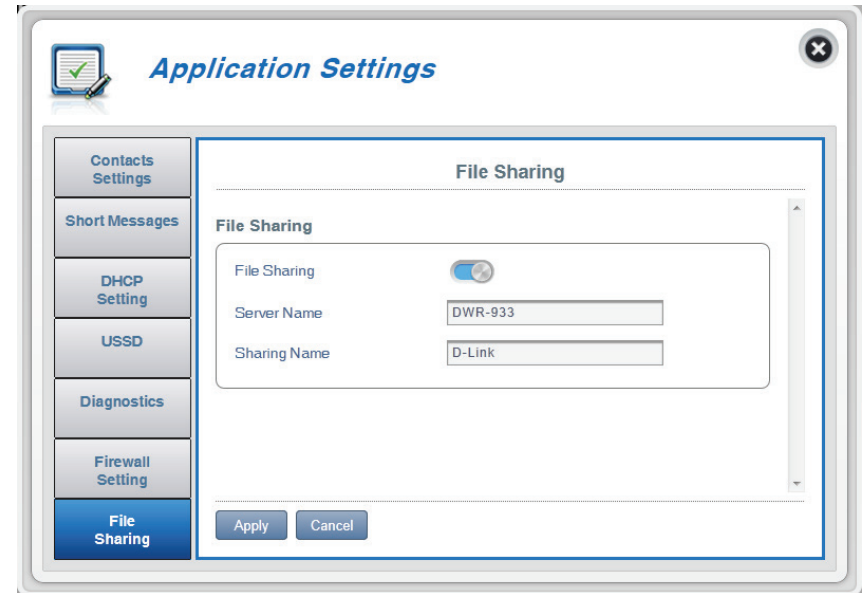 Application Settings
Contacts
Settings
Short Messages
DHCP
Setting
USSD
Diagnostics
Firewall
Setting
File
Sharing
File Sharing
File Sharing
File Sharing
Server Name
DWR-933
Sharing Name
D-Link
Apply
Cancel